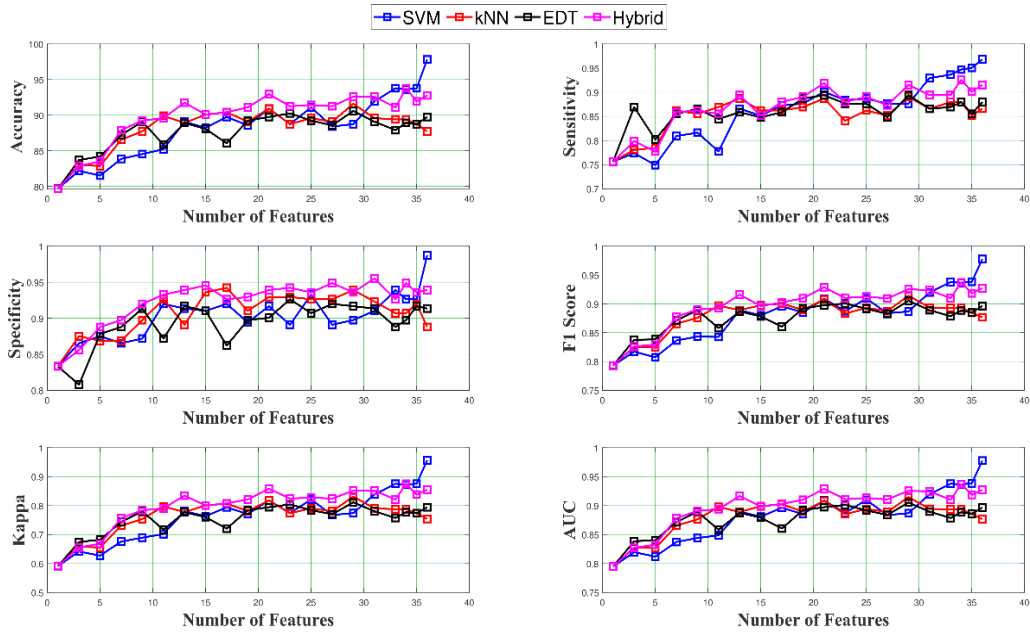 SVM kNN EDT Hybrid
100
95
90
85
80
Accuracy
0 5 10 15 20 25 30 35 40
Number of Features
1
0.95
0.9
0.85
0.8
0.75
0.7
Sensitivity
0 5 10 15 20 25 30 35 40
Number of Features
1
0.95
0.9
0.85
0.8
Specificity
0 5 10 15 20 25 30 35 40
Number of Features
1
0.95
0.9
0.85
0.8
0.75
F1 Score
0 5 10 15 20 25 30 35 40
Number of Features
1
0.9
0.8
0.7
0.6
0.5
Kappa
0 5 10 15 20 25 30 35 40
Number of Features
1
0.95
0.9
0.85
0.8
0.75
AUC
0 5 10 15 20 25 30 35 40
Number of Features